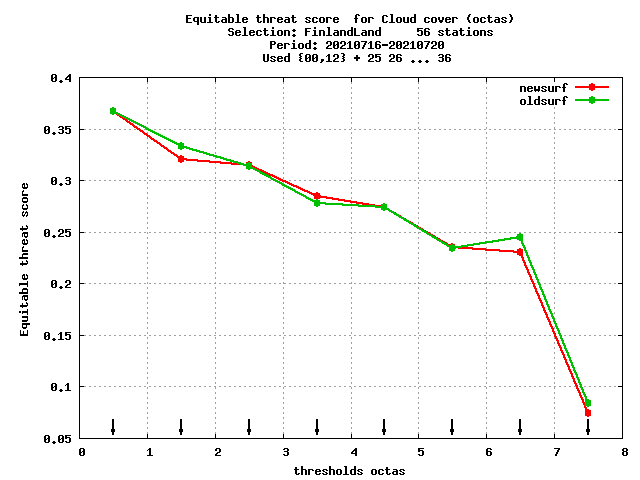 Equitable threat score  for Cloud cover (octas)
Selection: FinlandLand     56 stations
Period: 20210716-20210720
Used {00,12} + 25 26 ... 36
newsurf
oldsurf
0.4
0.35
0.3
0.25
0.2
0.15
0.1
0.05
Equitable threat score
0 1 2 3 4 5 6 7 8
thresholds octas